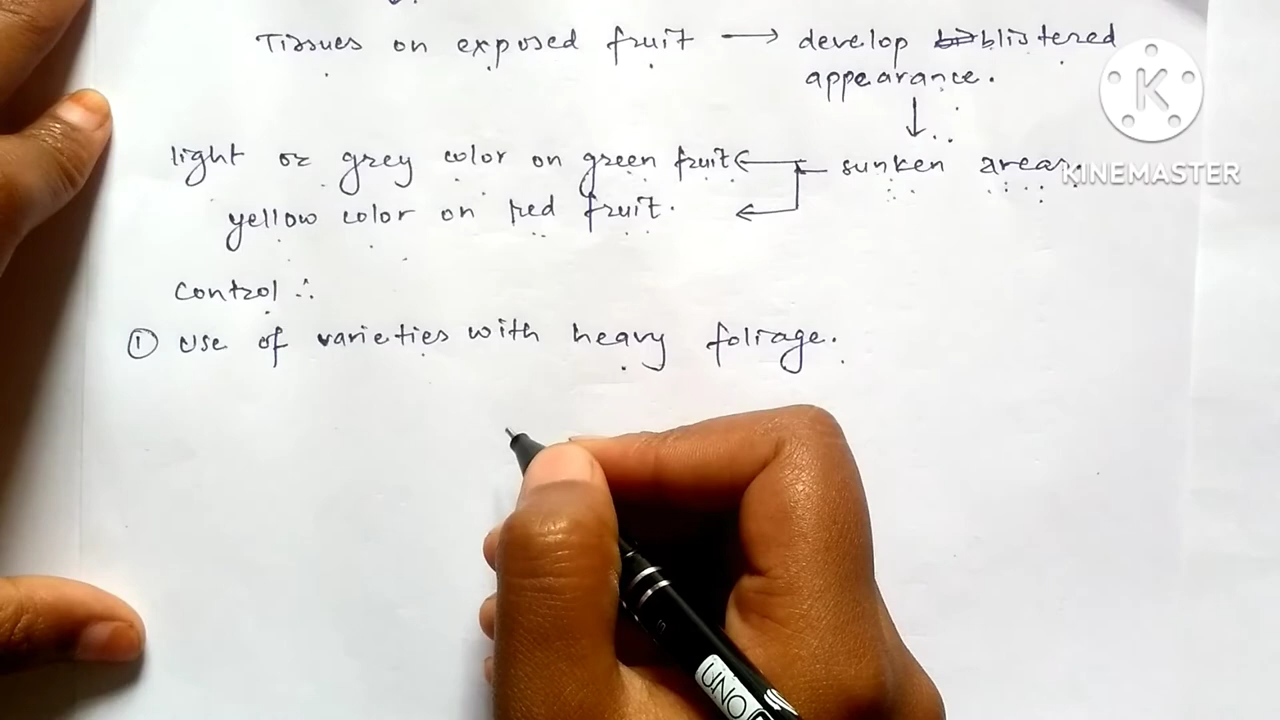 Tissues on exposed fruit → develop blistered
appearance.
↓
light or grey color on green fruit ← sunken areas.
yellow color on red fruit. ←
Control ∴
① Use of varieties with heavy foliage.
K
KINEMASTER
UNO